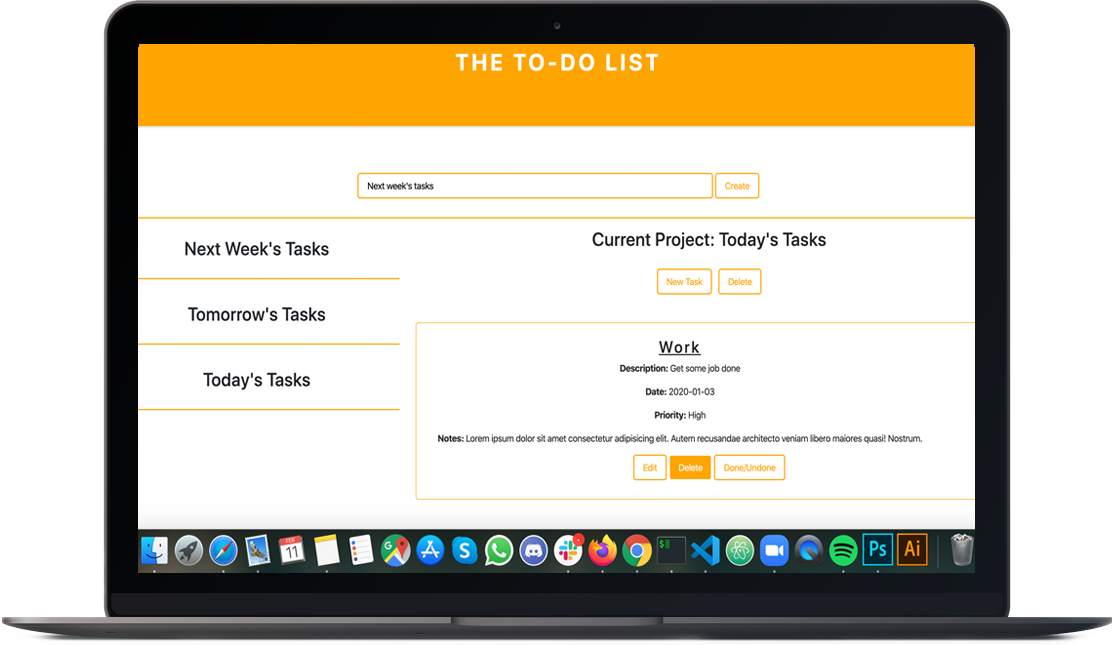 THE TO-DO LIST
Next week's tasks
Create
Next Week's Tasks
Tomorrow's Tasks
Today's Tasks
Current Project: Today's Tasks
New Task
Delete
Work
Description: Get some job done
Date: 2020-01-03
Priority: High
Notes: Lorem ipsum dolor sit amet consectetur adipisicing elit. Autem recusandae architecto veniam libero maiores quasi! Nostrum.
Edit
Delete
Done/Undone
FEB
11
S
$
Ps
Ai